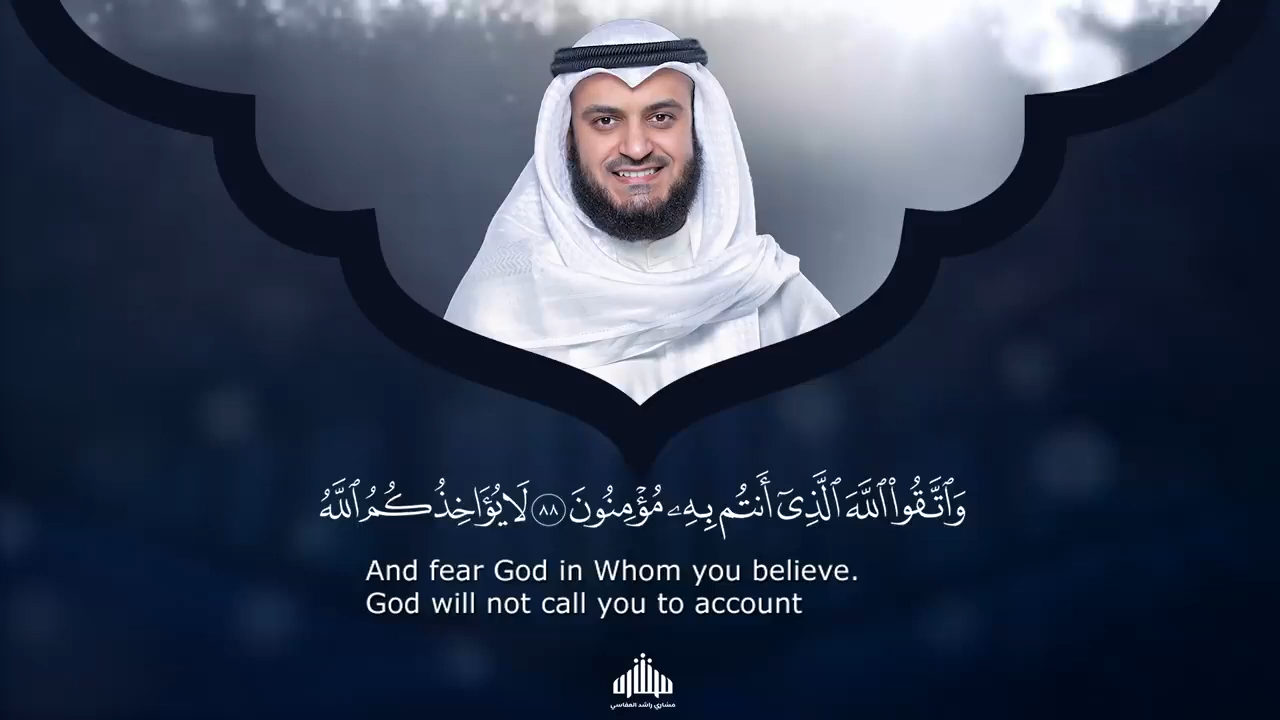 وَٱتَّقُوا۟ ٱللَّهَ ٱلَّذِىٓ أَنتُم بِهِۦ مُؤْمِنُونَ ٨٨ لَا يُؤَاخِذُكُمُ ٱللَّهُ
And fear God in Whom you believe.
God will not call you to account
مشاري
مشاري راشد العفاسي